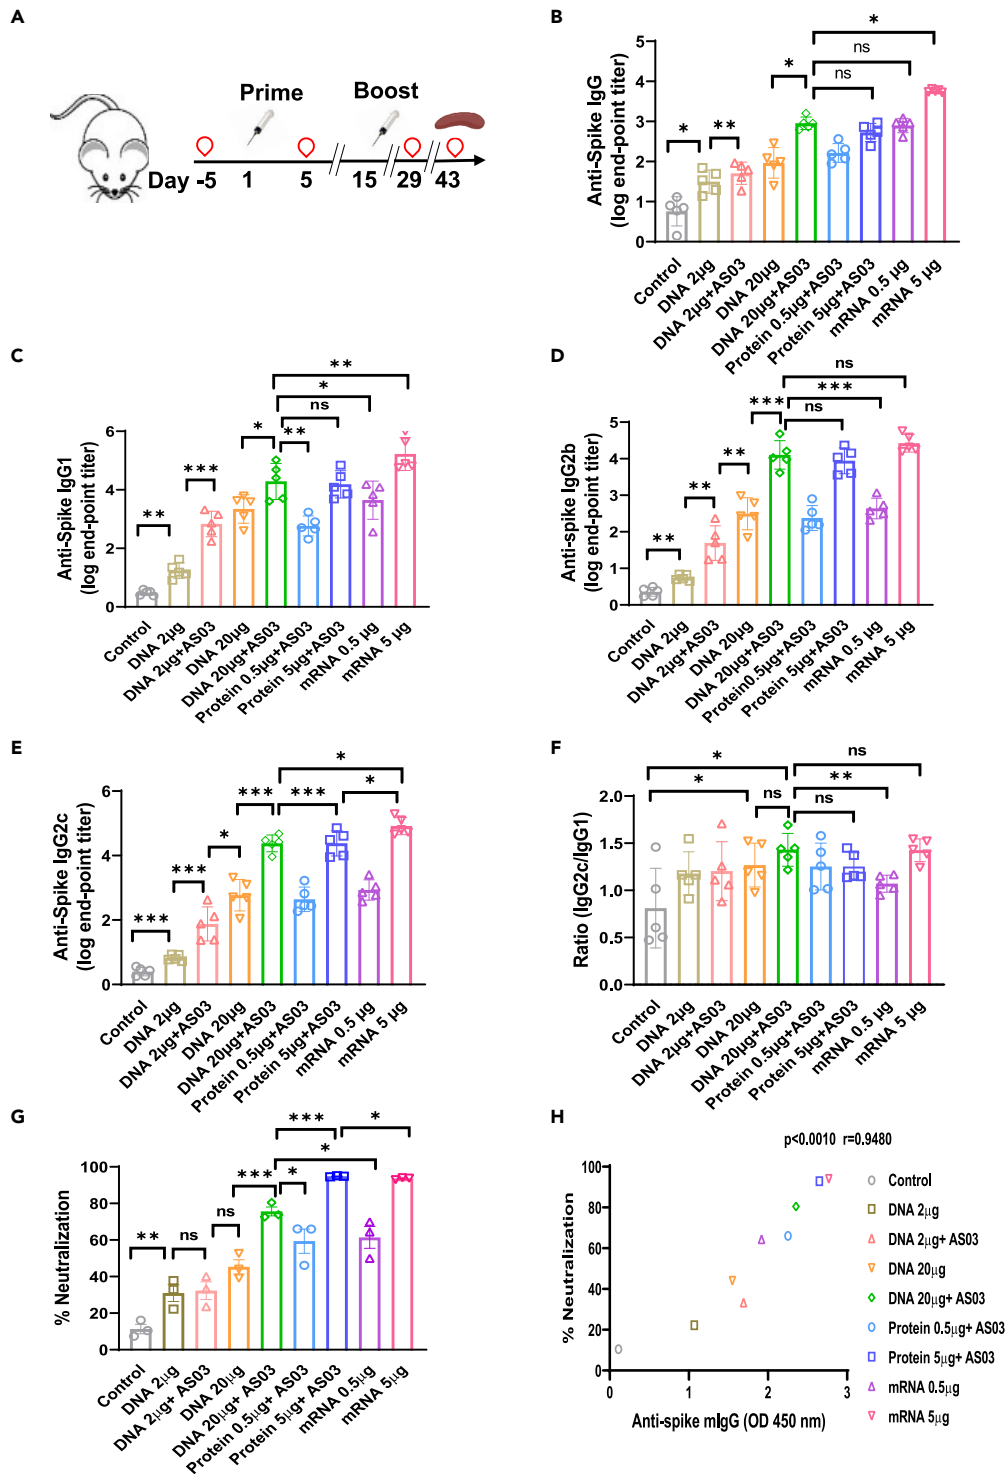 A
Prime
Boost
Day -5 1 5 15 29 43
B
*
ns
ns
*
* **
Anti-Spike IgG
(log end-point titer)
5
4
3
2
1
0
Control
DNA 2µg
DNA 2µg+AS03
DNA 20µg
DNA 20µg+AS03
Protein 0.5µg+AS03
Protein 5µg+AS03
mRNA 0.5 µg
mRNA 5 µg
C
**
*
ns
* **
***
**
Anti-Spike IgG1
(log end-point titer)
6
4
2
0
Control
DNA 2µg
DNA 2µg+AS03
DNA 20µg
DNA 20µg+AS03
Protein 0.5µg+AS03
Protein 5µg+AS03
mRNA 0.5 µg
mRNA 5 µg
D
ns
***
*** ns
**
**
**
Anti-spike IgG2b
(log end-point titer)
5
4
3
2
1
0
Control
DNA 2µg
DNA 2µg+AS03
DNA 20µg
DNA 20µg+AS03
Protein0.5µg+AS03
Protein 5µg+AS03
mRNA 0.5 µg
mRNA 5 µg
E
*
*** *** *
*
***
***
Anti-Spike IgG2c
(log end-point titer)
6
4
2
0
Control
DNA 2µg
DNA 2µg+AS03
DNA 20µg
DNA 20µg+AS03
Protein 0.5µg+AS03
Protein 5µg+AS03
mRNA 0.5 µg
mRNA 5 µg
F
* ns
* **
ns ns
Ratio (IgG2c/IgG1)
2.0
1.5
1.0
0.5
0.0
Control
DNA 2µg
DNA 2µg+AS03
DNA 20µg
DNA 20µg+AS03
Protein 0.5µg+AS03
Protein 5µg+AS03
mRNA 0.5 µg
mRNA 5 µg
G
*** *
*
*** *
ns
** ns
% Neutralization
100
80
60
40
20
0
Control
DNA 2µg
DNA 2µg+ AS03
DNA 20µg
DNA 20µg+ AS03
Protein 0.5µg+ AS03
Protein 5µg+ AS03
mRNA 0.5µg
mRNA 5µg
H
p<0.0010 r=0.9480
% Neutralization
100
80
60
40
20
0
0 1 2 3
Anti-spike mIgG (OD 450 nm)
Control
DNA 2µg
DNA 2µg+ AS03
DNA 20µg
DNA 20µg+ AS03
Protein 0.5µg+ AS03
Protein 5µg+ AS03
mRNA 0.5µg
mRNA 5µg